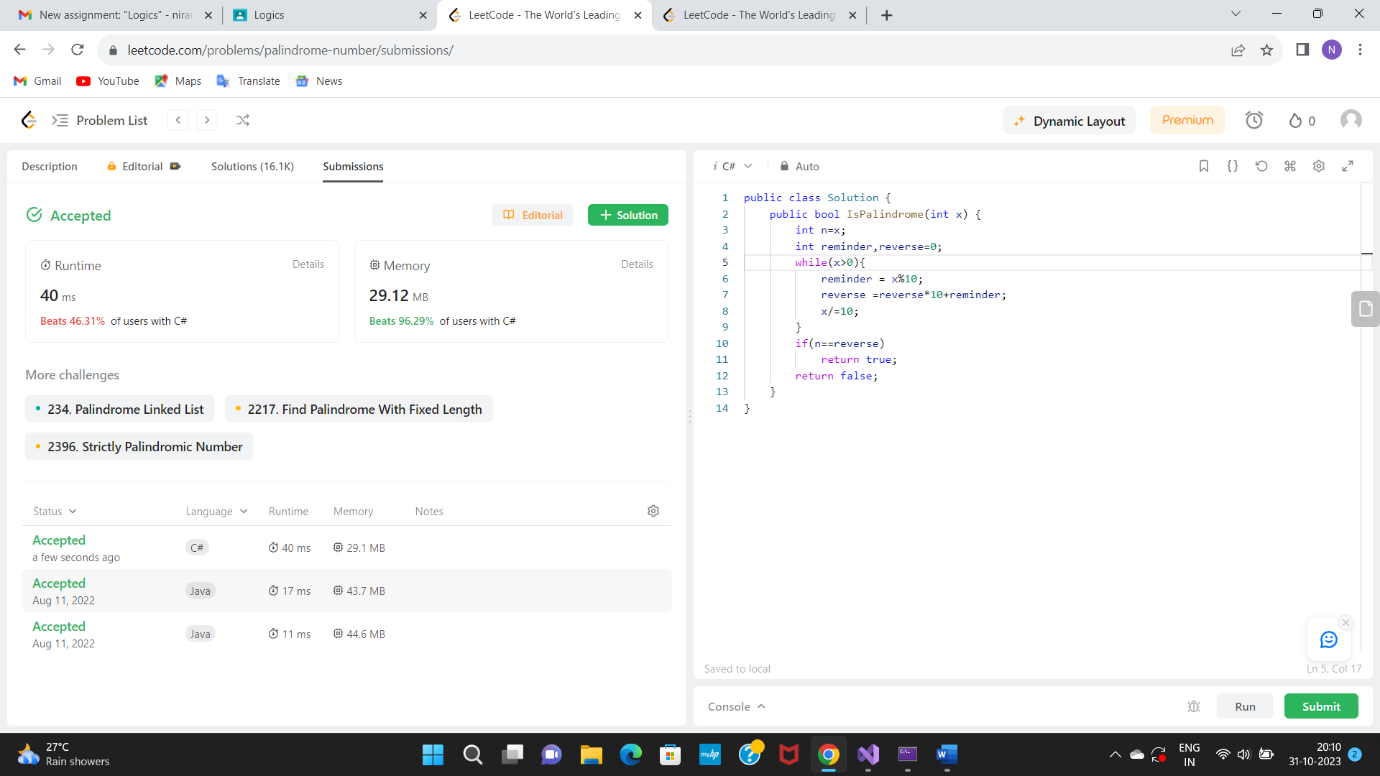 New assignment: "Logics" - nirar
Logics
LeetCode - The World's Leading
LeetCode - The World's Leading
leetcode.com/problems/palindrome-number/submissions/
N
Gmail
YouTube
Maps
Translate
News
Problem List
Dynamic Layout
Premium
0
Description
Editorial
Solutions (16.1K)
Submissions
Accepted
Editorial
+ Solution
Runtime
Details
40 ms
Beats 46.31% of users with C#
Memory
Details
29.12 MB
Beats 96.29% of users with C#
More challenges
234. Palindrome Linked List
2217. Find Palindrome With Fixed Length
2396. Strictly Palindromic Number
Status Language Runtime Memory Notes
Accepted
a few seconds ago
C# 40 ms 29.1 MB
Accepted
Aug 11, 2022
Java 17 ms 43.7 MB
Accepted
Aug 11, 2022
Java 11 ms 44.6 MB
i C#
Auto
1 public class Solution {
2 public bool IsPalindrome(int x) {
3 int n=x;
4 int reminder,reverse=0;
5 while(x>0){
6 reminder = x%10;
7 reverse =reverse*10+reminder;
8 x/=10;
9 }
10 if(n==reverse)
11 return true;
12 return false;
13 }
14 }
Saved to local
Ln 5, Col 17
Console
Run
Submit
27°C
Rain showers
myhp
ENG
IN
20:10
31-10-2023
2